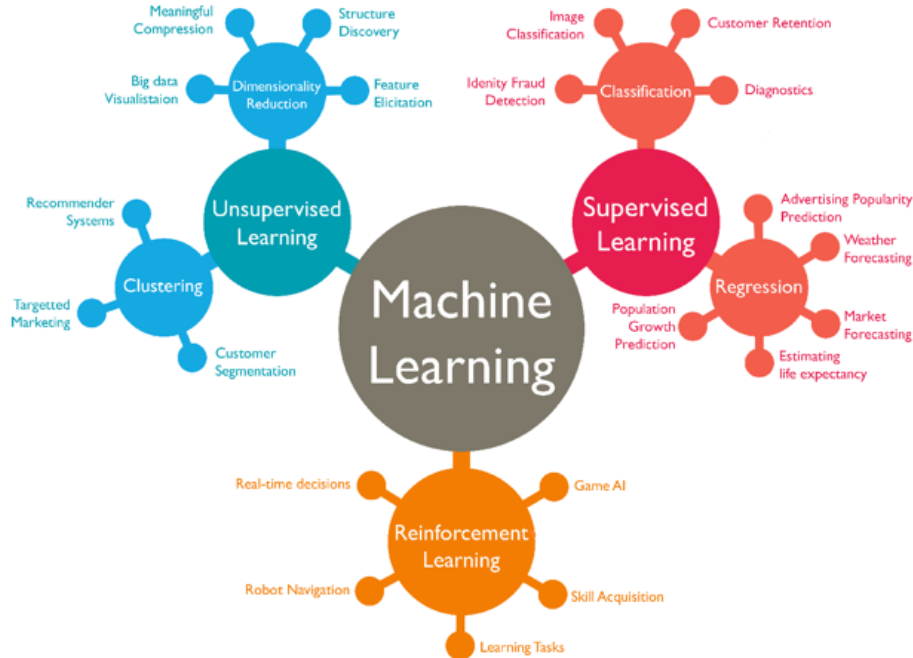 Meaningful
Compression
Structure
Discovery
Big data
Visualistaion
Dimensionality
Reduction
Feature
Elicitation
Unsupervised
Learning
Recommender
Systems
Clustering
Targetted
Marketing
Customer
Segmentation
Machine
Learning
Image
Classification
Customer Retention
Idenity Fraud
Detection
Classification
Diagnostics
Supervised
Learning
Advertising Popularity
Prediction
Weather
Forecasting
Regression
Population
Growth
Prediction
Market
Forecasting
Estimating
life expectancy
Real-time decisions
Game AI
Reinforcement
Learning
Robot Navigation
Skill Acquisition
Learning Tasks